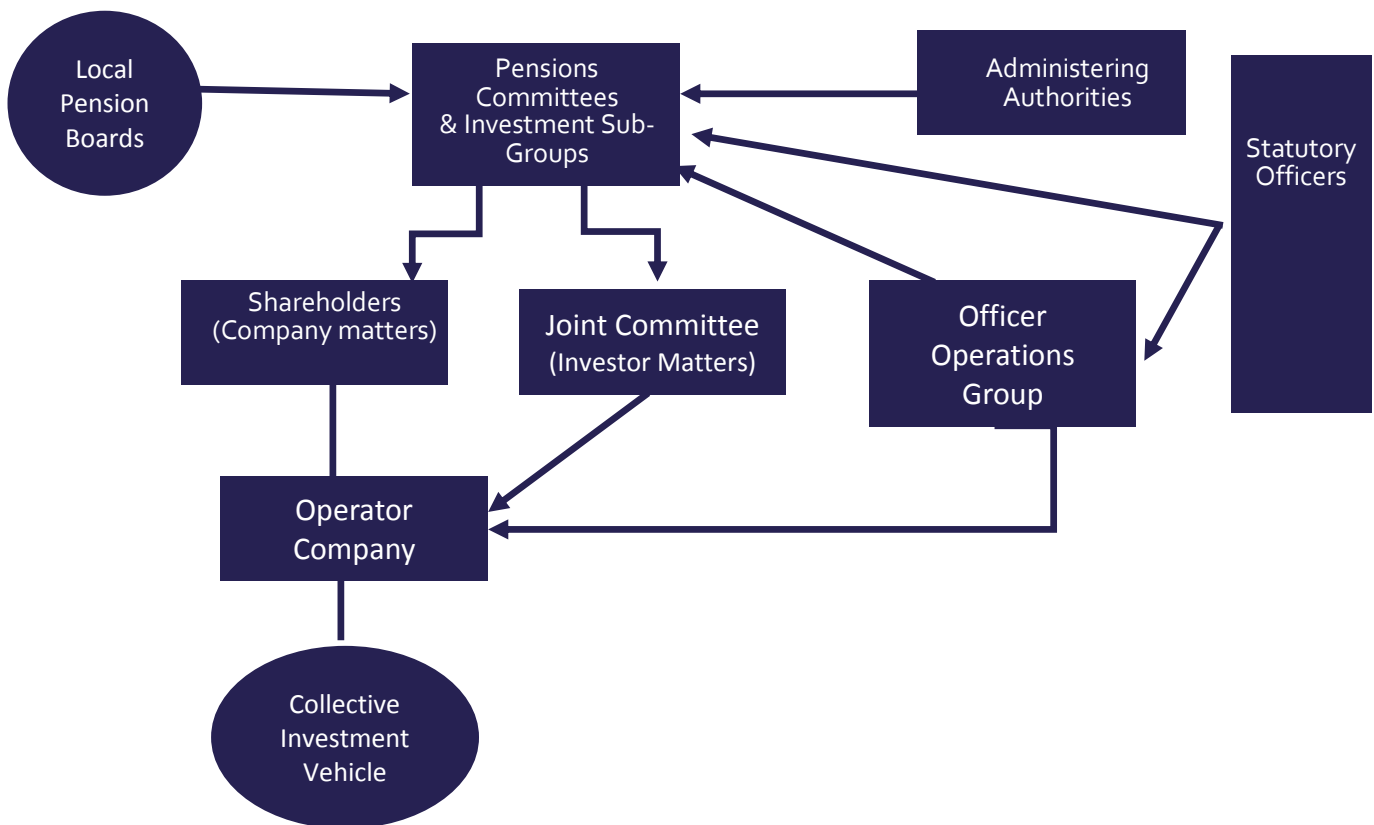 Local
Pension
Boards
Pensions
Committees
& Investment Sub-
Groups
Administering
Authorities
Statutory
Officers
Shareholders
(Company matters)
Joint Committee
(Investor Matters)
Officer
Operations
Group
Operator
Company
Collective
Investment
Vehicle